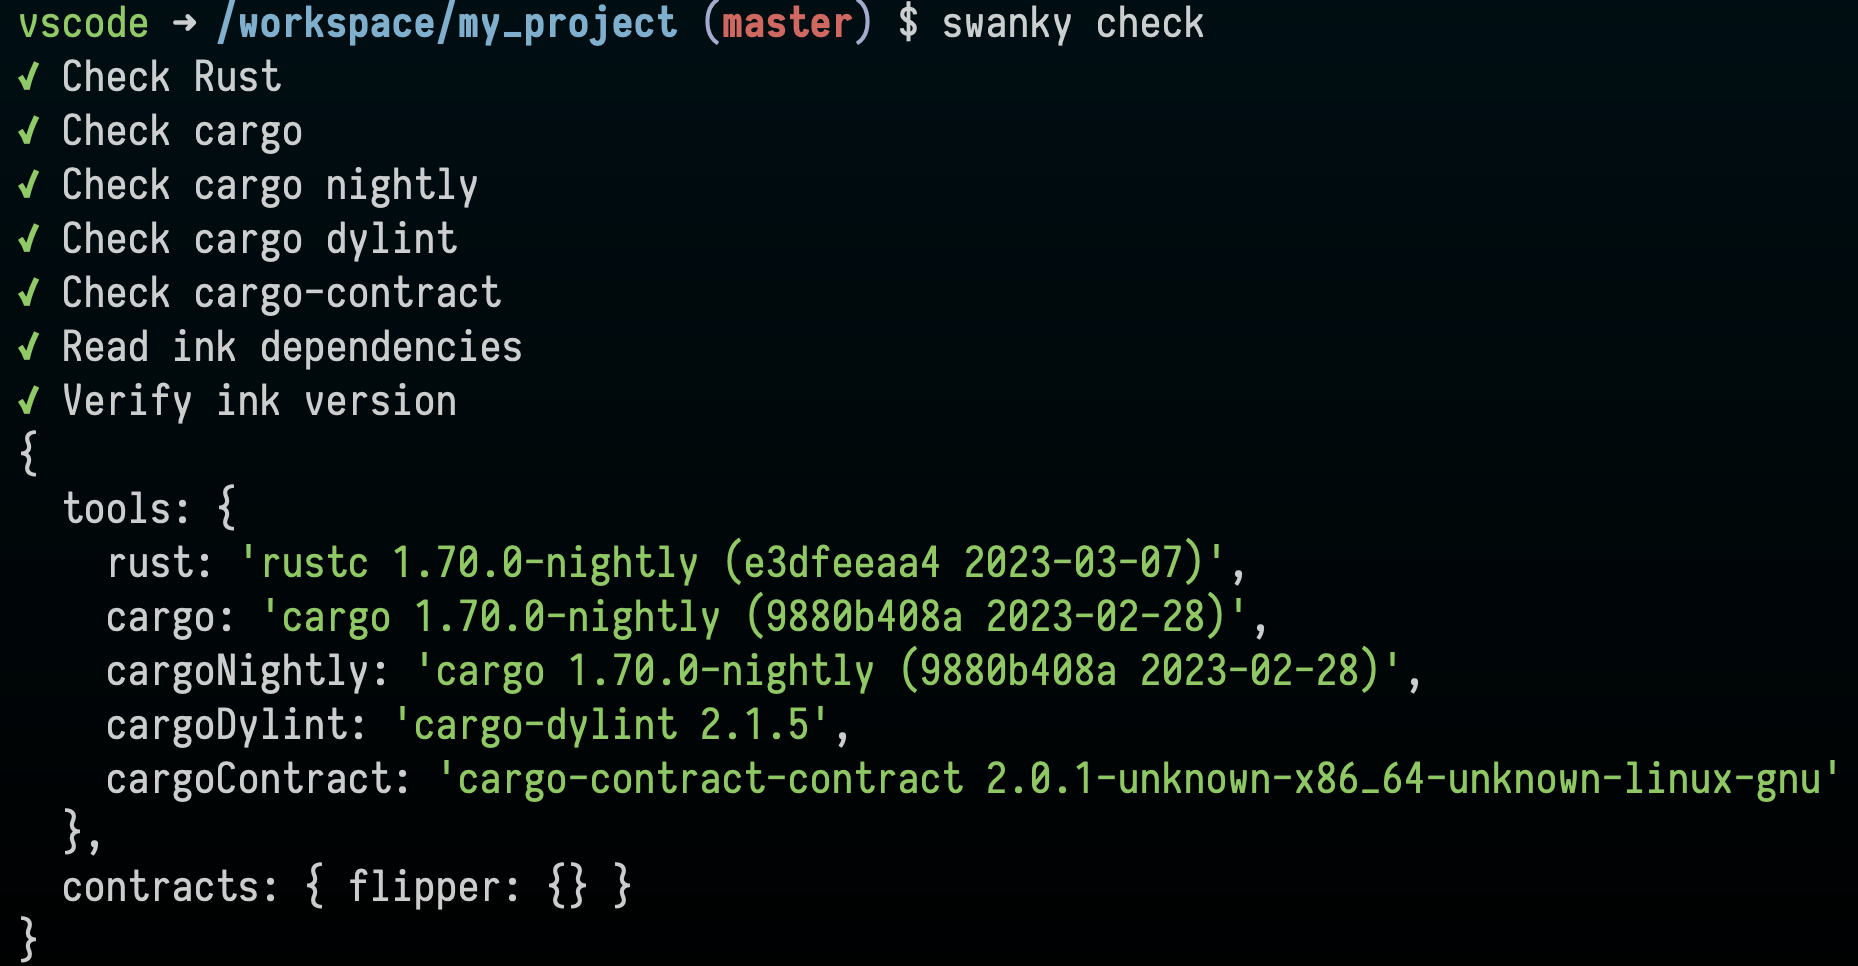 vscode ➜ /workspace/my_project (master) $ swanky check
✓ Check Rust
✓ Check cargo
✓ Check cargo nightly
✓ Check cargo dylint
✓ Check cargo-contract
✓ Read ink dependencies
✓ Verify ink version
{
  tools: {
    rust: 'rustc 1.70.0-nightly (e3dfeeaa4 2023-03-07)',
    cargo: 'cargo 1.70.0-nightly (9880b408a 2023-02-28)',
    cargoNightly: 'cargo 1.70.0-nightly (9880b408a 2023-02-28)',
    cargoDylint: 'cargo-dylint 2.1.5',
    cargoContract: 'cargo-contract-contract 2.0.1-unknown-x86_64-unknown-linux-gnu'
  },
  contracts: { flipper: {} }
}